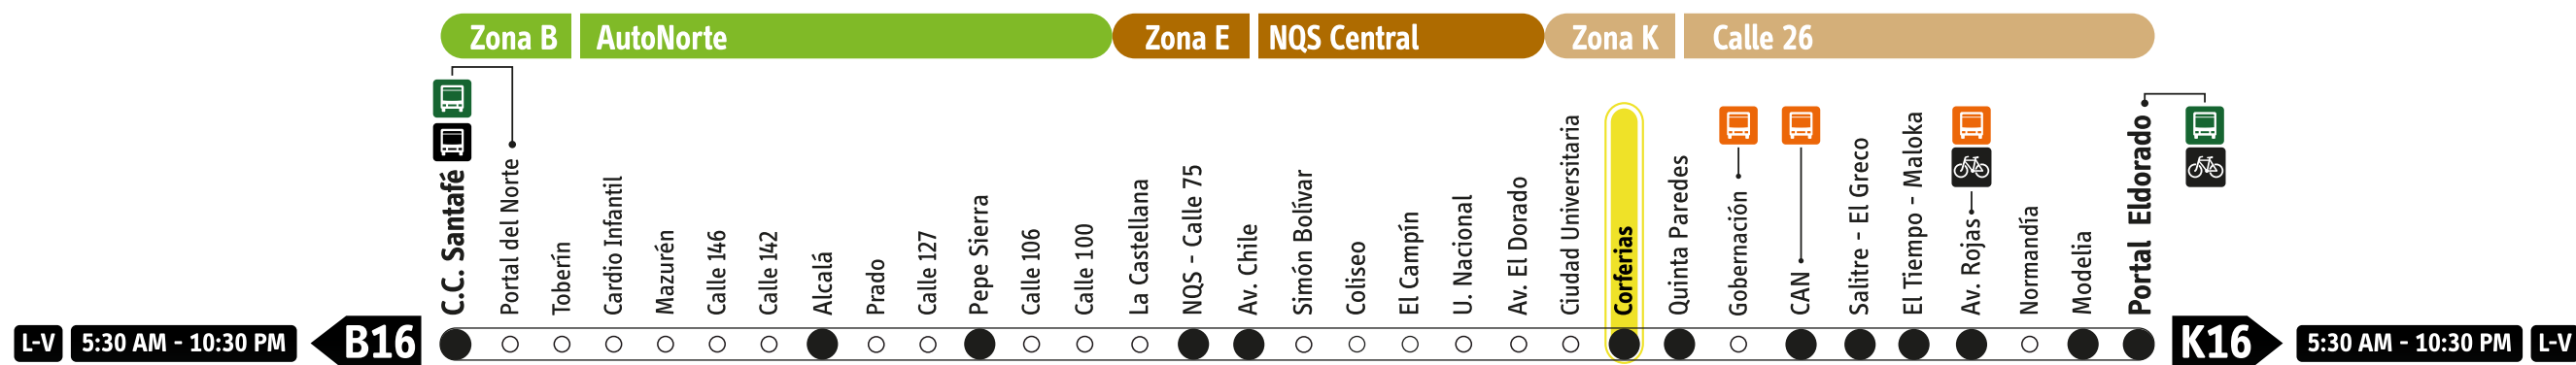 Zona B AutoNorte Zona E NQS Central Zona K Calle 26
C.C. Santafé
Portal del Norte
Toberín
Cardio Infantil
Mazurén
Calle 146
Calle 142
Alcalá
Prado
Calle 127
Pepe Sierra
Calle 106
Calle 100
La Castellana
NQS - Calle 75
Av. Chile
Simón Bolívar
Coliseo
El Campín
U. Nacional
Av. El Dorado
Ciudad Universitaria
Corferias
Quinta Paredes
Gobernación
CAN
Salitre - El Greco
El Tiempo - Maloka
Av. Rojas
Normandía
Modelia
Portal Eldorado
L-V 5:30 AM - 10:30 PM B16
K16 5:30 AM - 10:30 PM L-V